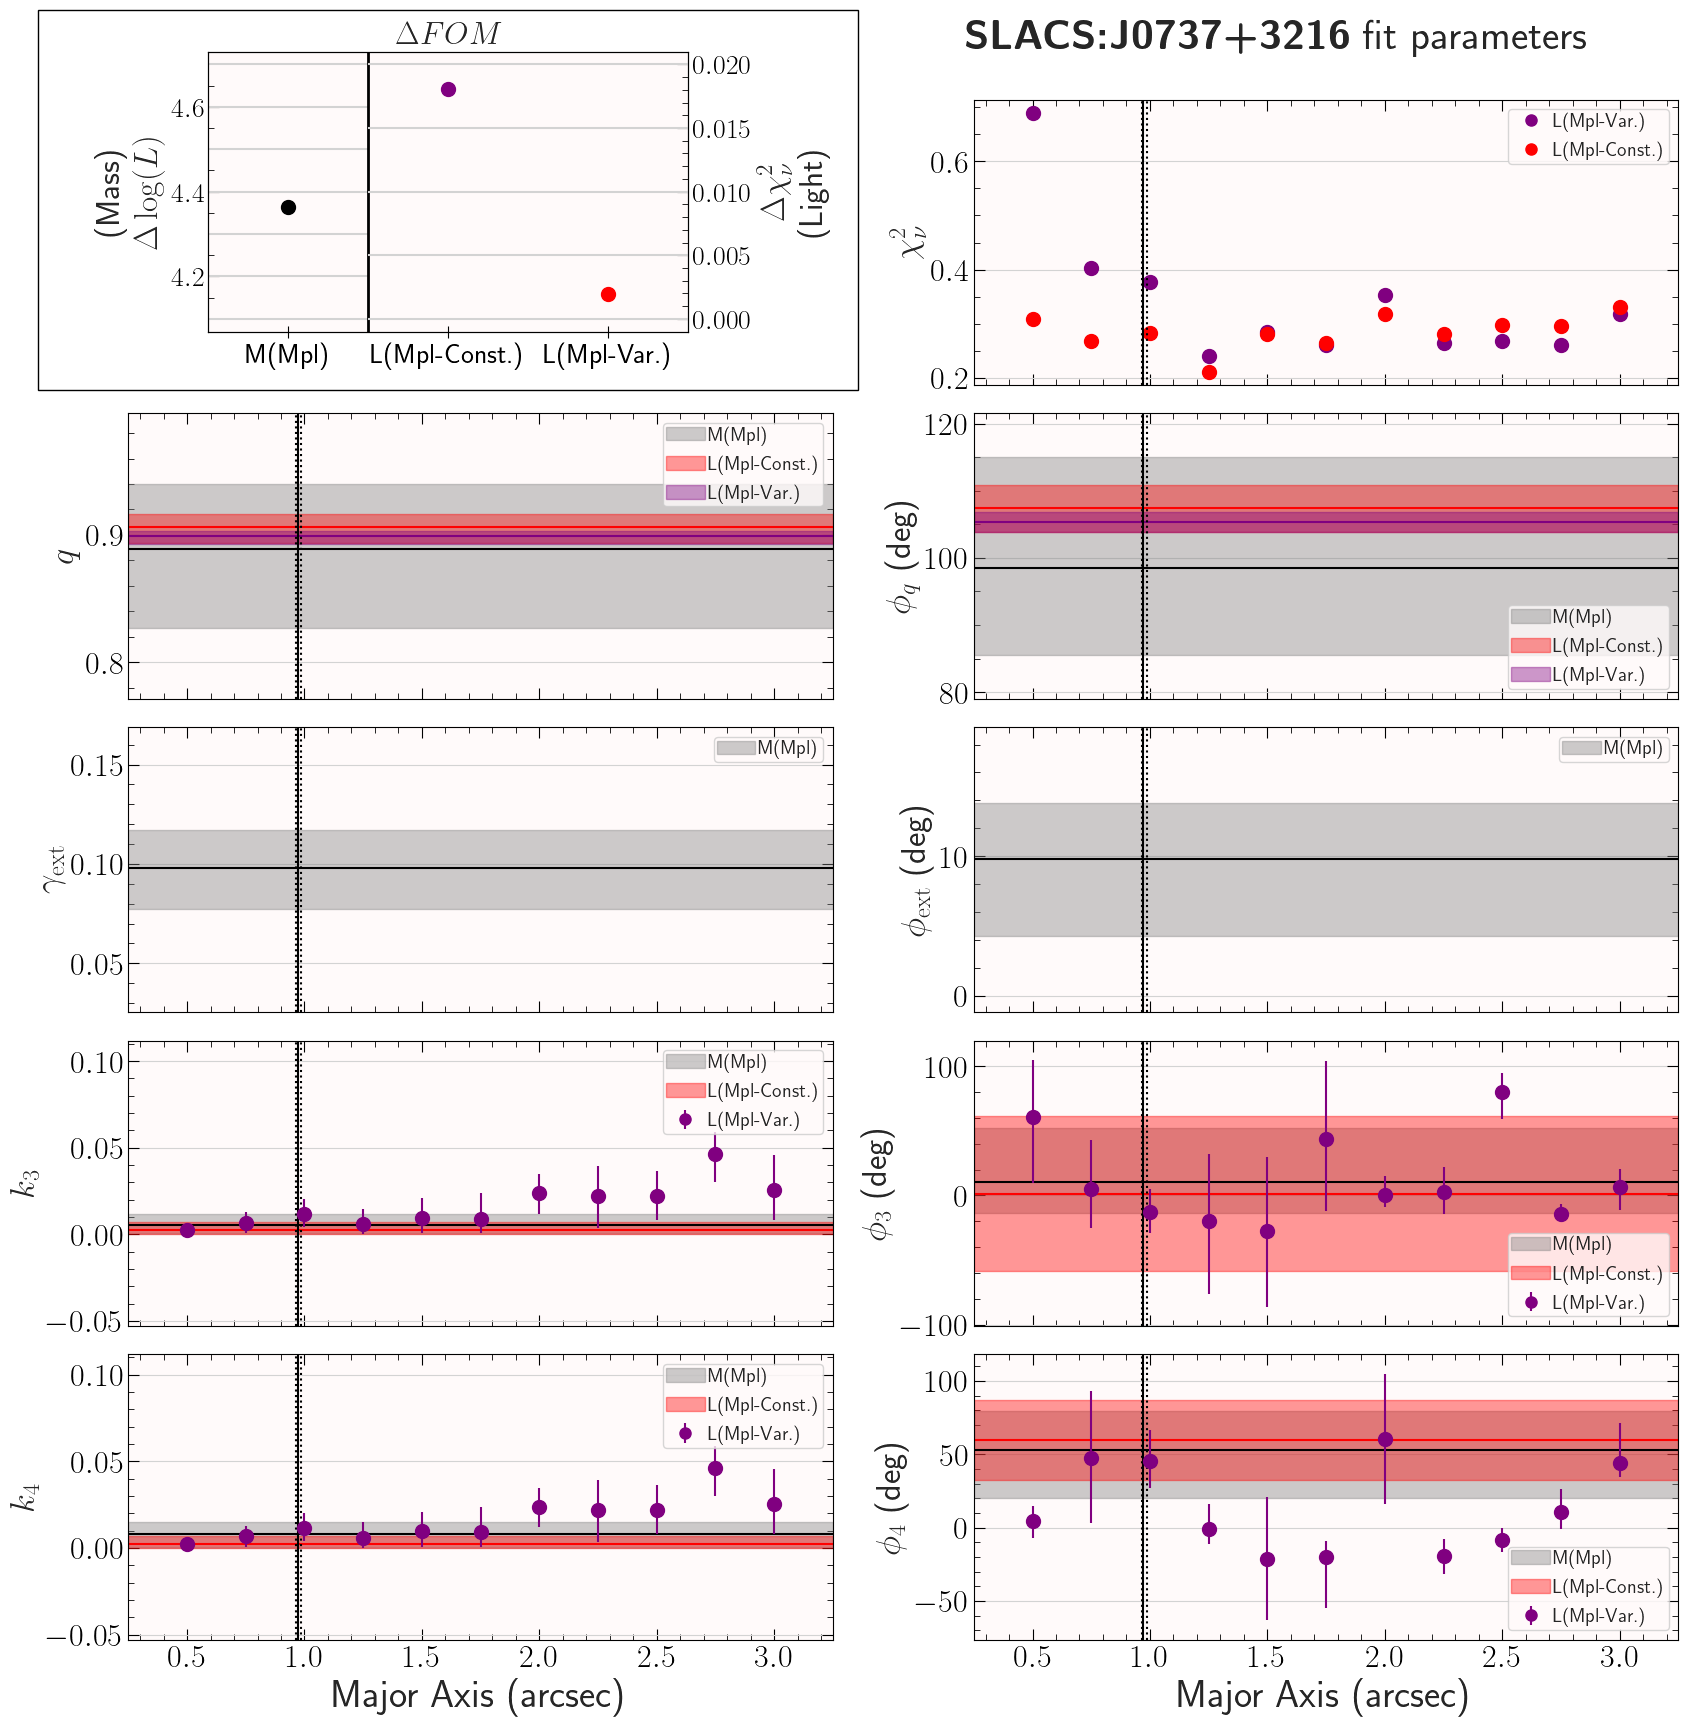 ΔFOM
SLACS:J0737+3216 fit parameters
(Mass)
Δ log(L)
4.6
4.4
4.2
0.020
0.015
0.010
0.005
0.000
Δχ²ν
(Light)
M(Mpl) L(Mpl-Const.) L(Mpl-Var.)
χ²ν
0.6
0.4
0.2
L(Mpl-Var.)
L(Mpl-Const.)
q
0.9
0.8
M(Mpl)
L(Mpl-Const.)
L(Mpl-Var.)
ϕq (deg)
120
100
80
M(Mpl)
L(Mpl-Const.)
L(Mpl-Var.)
γext
0.15
0.10
0.05
M(Mpl)
ϕext (deg)
10
0
M(Mpl)
k3
0.10
0.05
0.00
−0.05
M(Mpl)
L(Mpl-Const.)
L(Mpl-Var.)
ϕ3 (deg)
100
0
−100
M(Mpl)
L(Mpl-Const.)
L(Mpl-Var.)
k4
0.10
0.05
0.00
−0.05
M(Mpl)
L(Mpl-Const.)
L(Mpl-Var.)
0.5 1.0 1.5 2.0 2.5 3.0
Major Axis (arcsec)
ϕ4 (deg)
100
50
0
−50
M(Mpl)
L(Mpl-Const.)
L(Mpl-Var.)
0.5 1.0 1.5 2.0 2.5 3.0
Major Axis (arcsec)